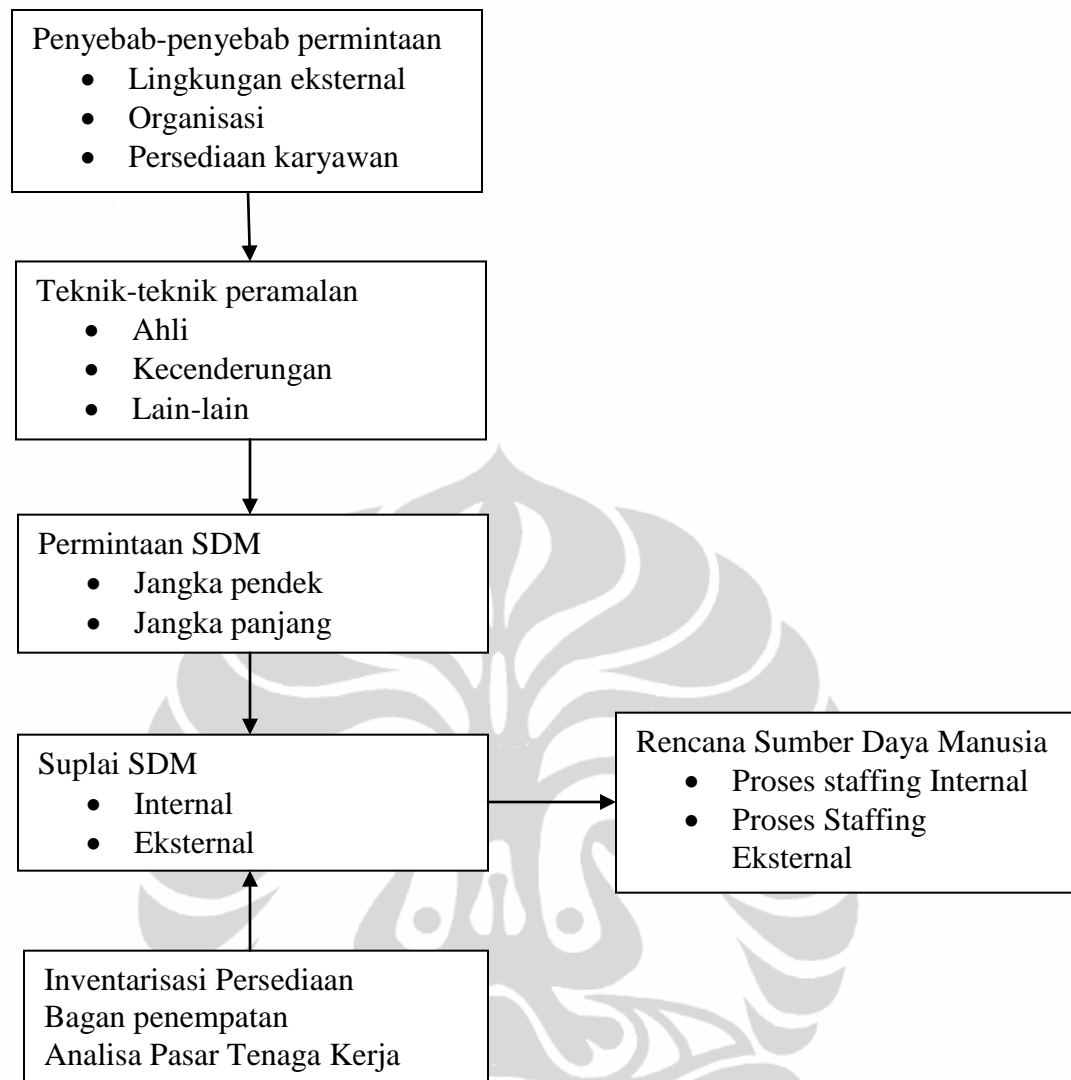 Penyebab-penyebab permintaan
• Lingkungan eksternal
• Organisasi
• Persediaan karyawan
Teknik-teknik peramalan
• Ahli
• Kecenderungan
• Lain-lain
Permintaan SDM
• Jangka pendek
• Jangka panjang
Suplai SDM
• Internal
• Eksternal
Rencana Sumber Daya Manusia
• Proses staffing Internal
• Proses Staffing
Eksternal
Inventarisasi Persediaan
Bagan penempatan
Analisa Pasar Tenaga Kerja